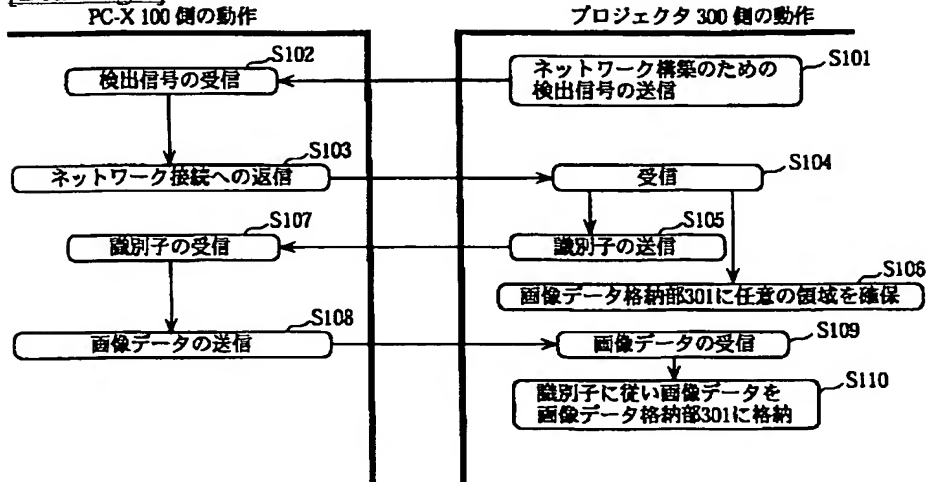 PC-X 100 側の動作
プロジェクタ 300 側の動作
S102
検出信号の受信
S101
ネットワーク構築のための
検出信号の送信
S103
ネットワーク接続への返信
S104
受信
S107
識別子の受信
S105
識別子の送信
S106
画像データ格納部301に任意の領域を確保
S108
画像データの送信
S109
画像データの受信
S110
識別子に従い画像データを
画像データ格納部301に格納